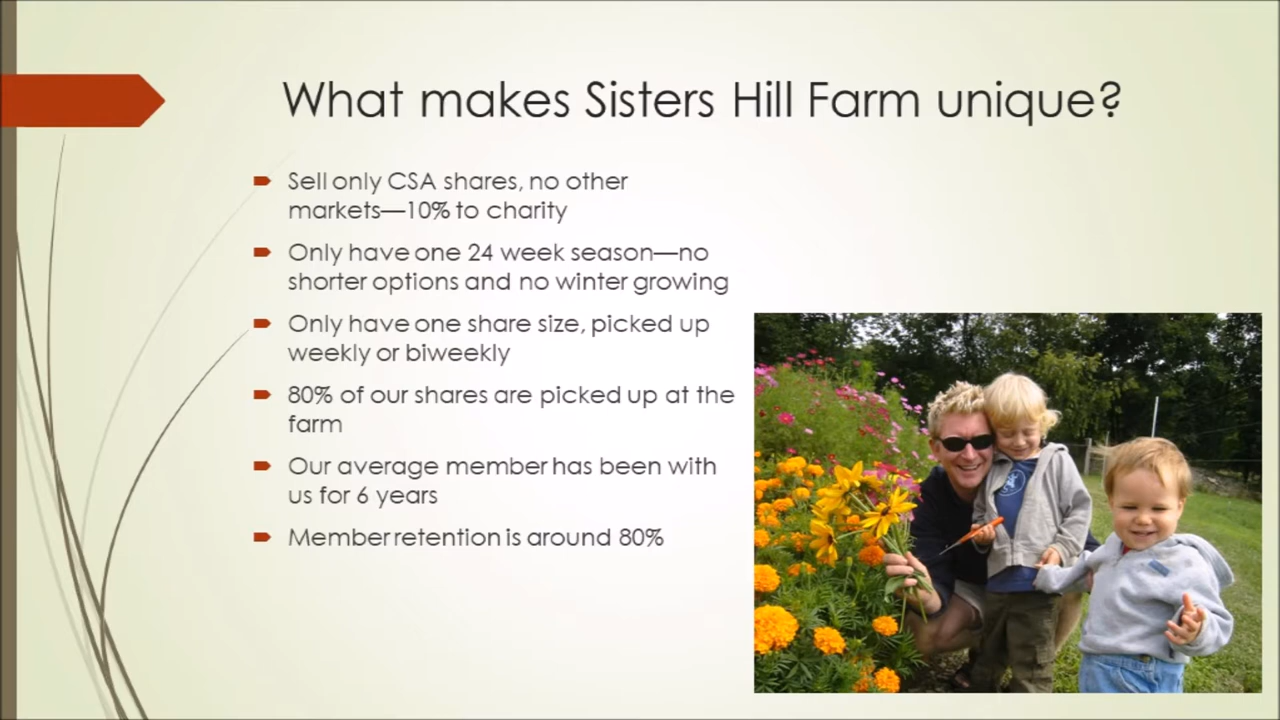 What makes Sisters Hill Farm unique?
Sell only CSA shares, no other
markets—10% to charity
Only have one 24 week season—no
shorter options and no winter growing
Only have one share size, picked up
weekly or biweekly
80% of our shares are picked up at the
farm
Our average member has been with
us for 6 years
Member retention is around 80%